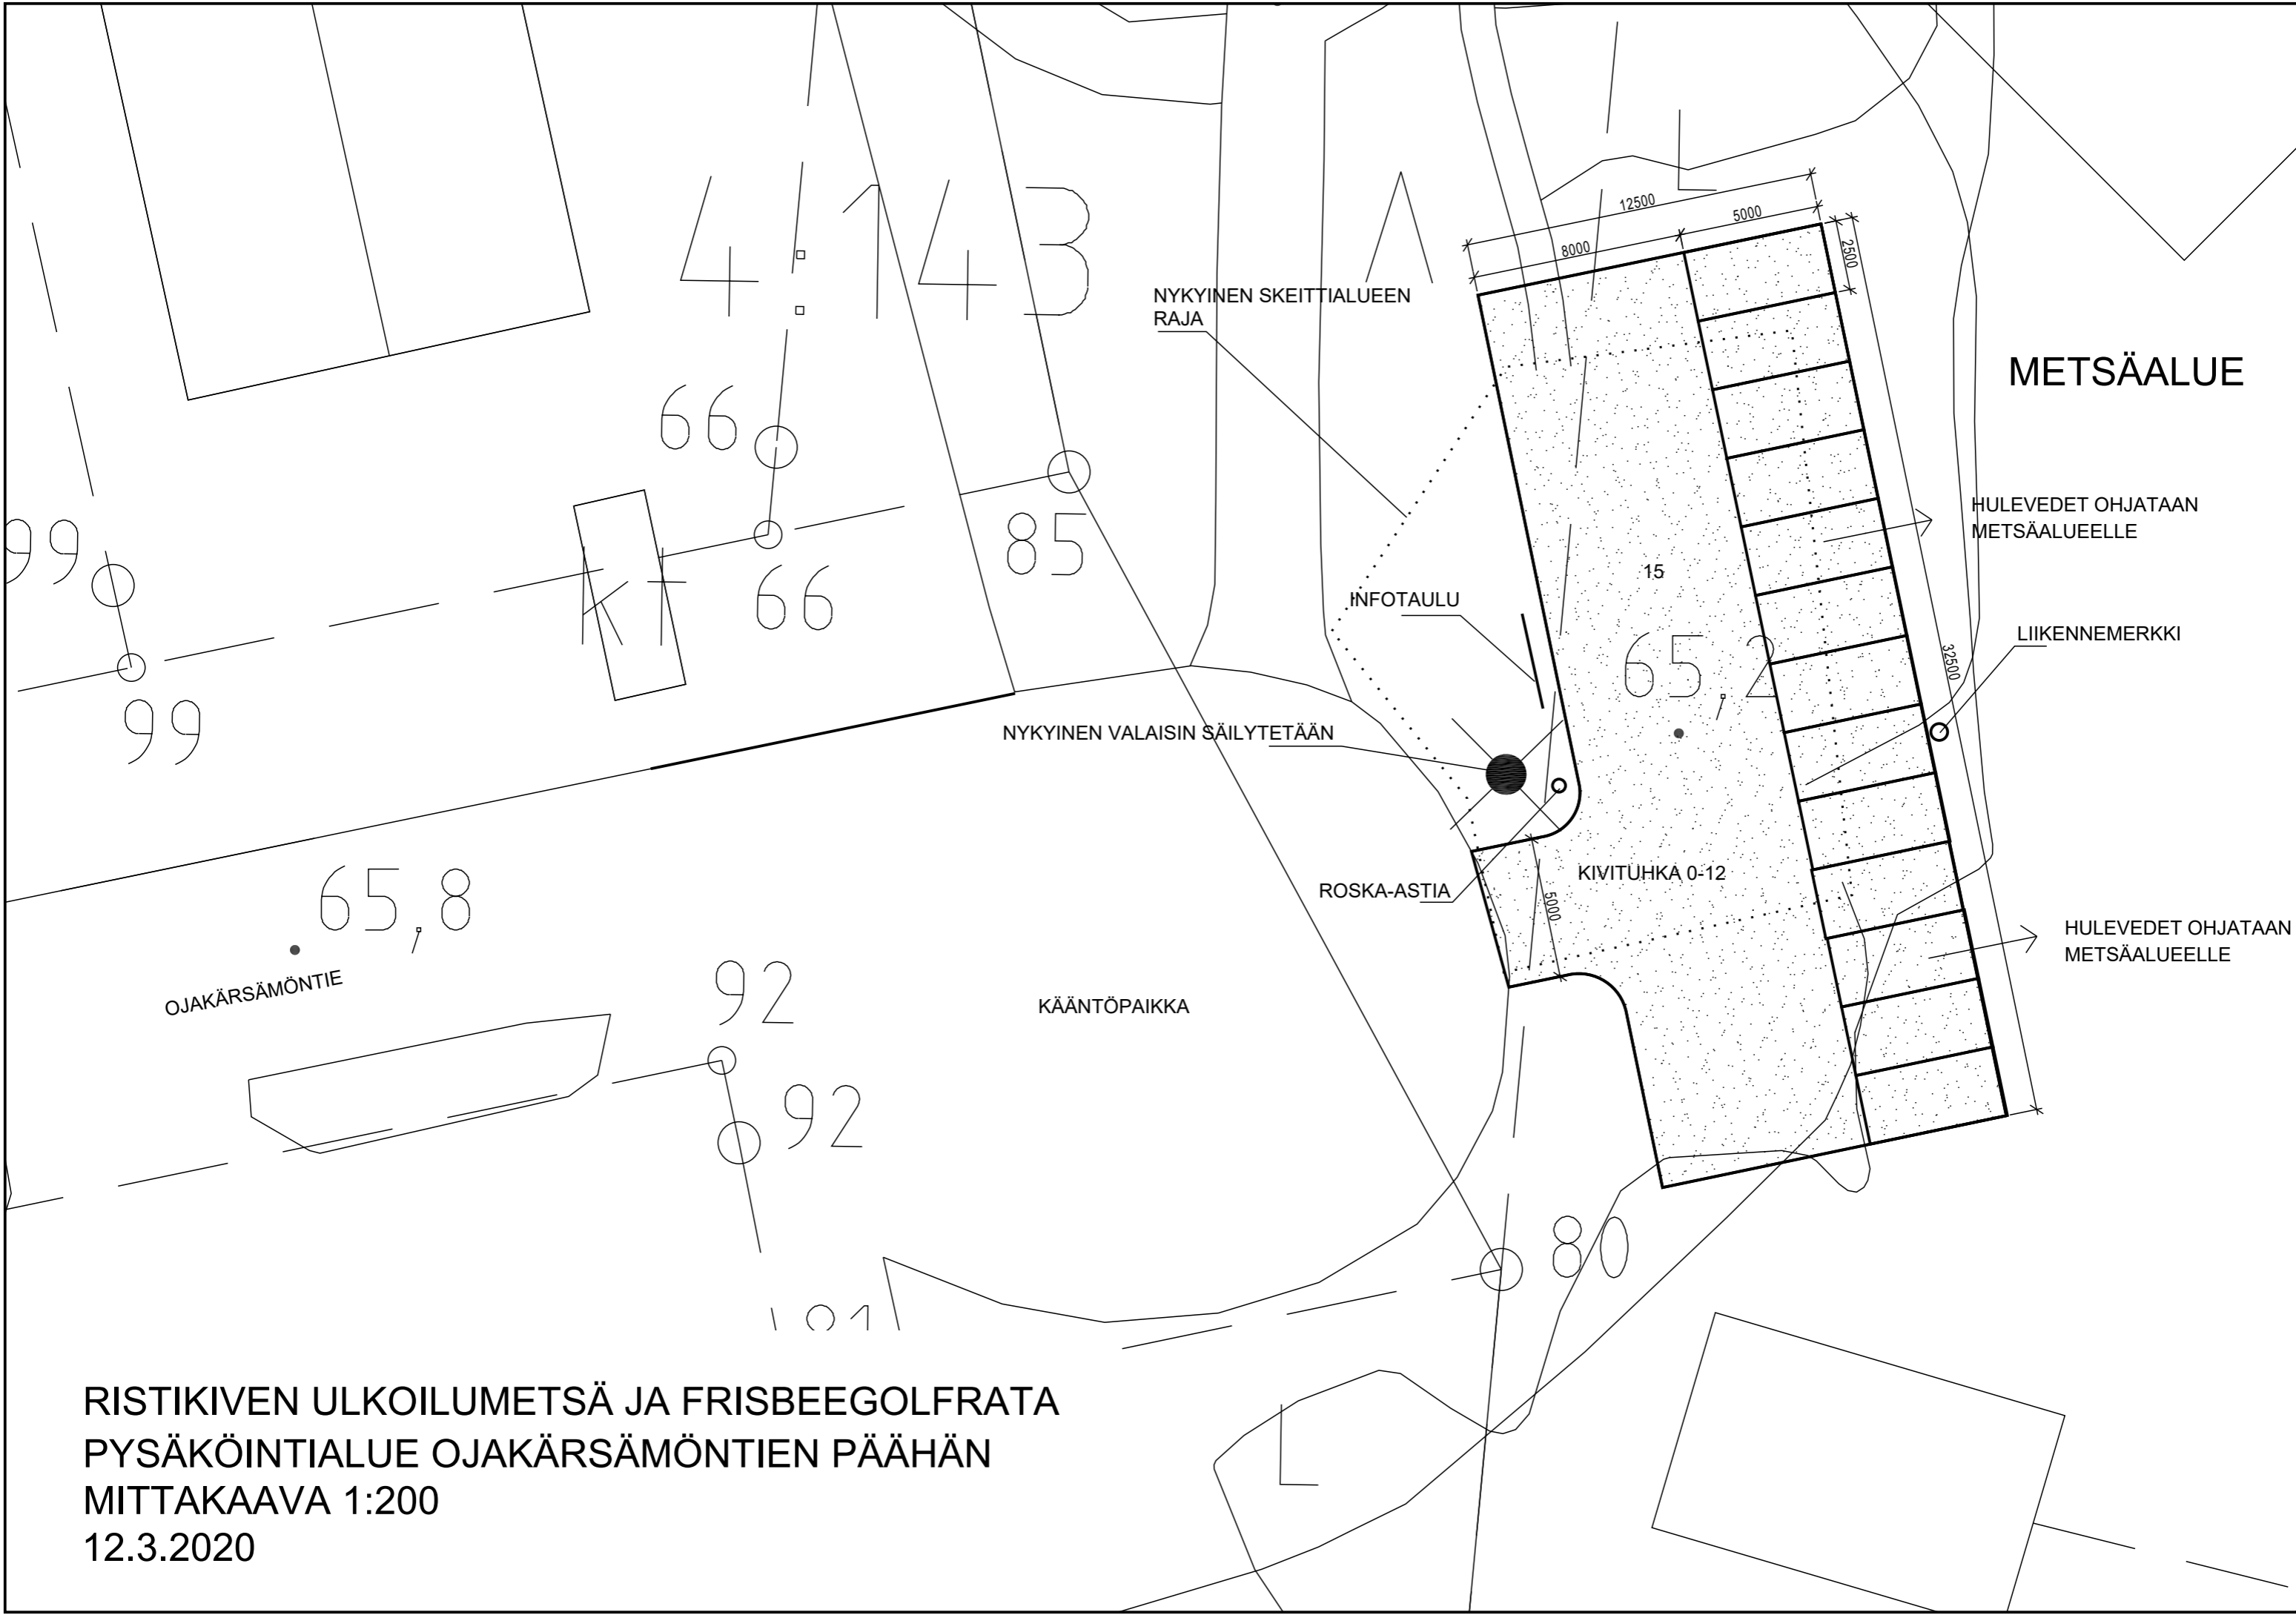 4:143
12500
5000
8000
2500
NYKYINEN SKEITTIALUEEN
RAJA
METSÄALUE
66
85
99
HULEVEDET OHJATAAN
METSÄALUEELLE
kt
66
15
INFOTAULU
65,2
32500
LIIKENNEMERKKI
99
NYKYINEN VALAISIN SÄILYTETÄÄN
65,8
ROSKA-ASTIA
5000
KIVITUHKA 0-12
HULEVEDET OHJATAAN
METSÄALUEELLE
OJAKÄRSÄMÖNTIE
92
KÄÄNTÖPAIKKA
92
80
RISTIKIVEN ULKOILUMETSÄ JA FRISBEEGOLFRATA
PYSÄKÖINTIALUE OJAKÄRSÄMÖNTIEN PÄÄHÄN
MITTAKAAVA 1:200
12.3.2020